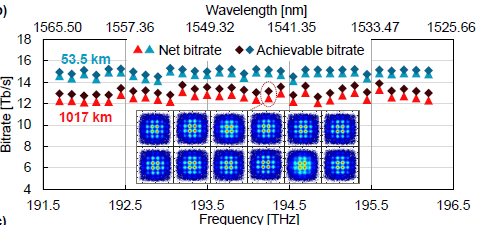 b)
Wavelength [nm]
1565.50 1557.36 1549.32 1541.35 1533.47 1525.66
18
16
14
12
10
8
6
4
Bitrate [Tb/s]
Net bitrate Achievable bitrate
53.5 km
1017 km
191.5 192.5 193.5 194.5 195.5 196.5
Frequency [THz]
c)